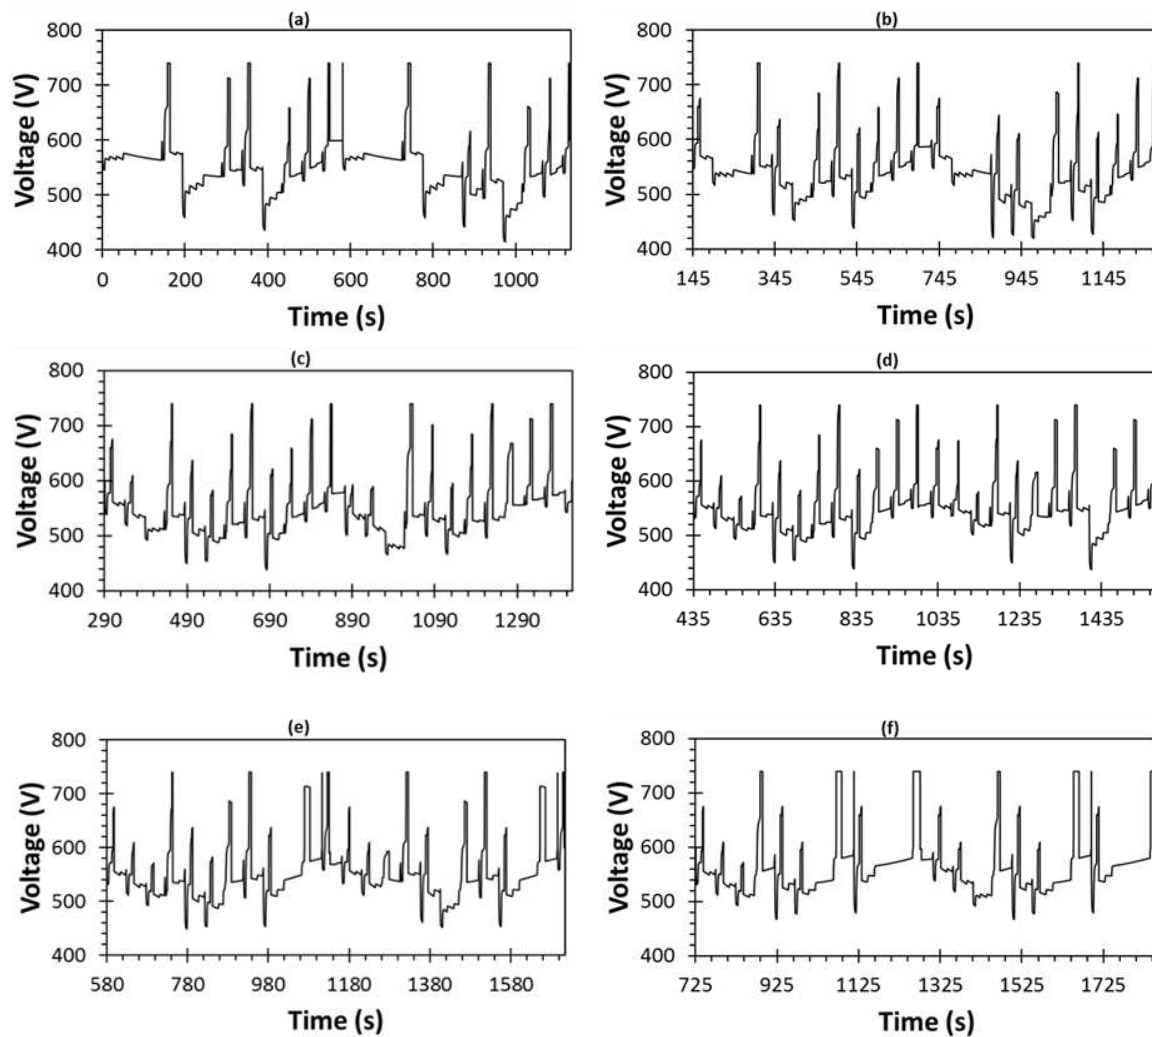 (a)
(b)
800
700
600
500
400
Voltage (V)
0 200 400 600 800 1000
Time (s)
800
700
600
500
400
Voltage (V)
145 345 545 745 945 1145
Time (s)
(c)
(d)
800
700
600
500
400
Voltage (V)
290 490 690 890 1090 1290
Time (s)
800
700
600
500
400
Voltage (V)
435 635 835 1035 1235 1435
Time (s)
(e)
(f)
800
700
600
500
400
Voltage (V)
580 780 980 1180 1380 1580
Time (s)
800
700
600
500
400
Voltage (V)
725 925 1125 1325 1525 1725
Time (s)